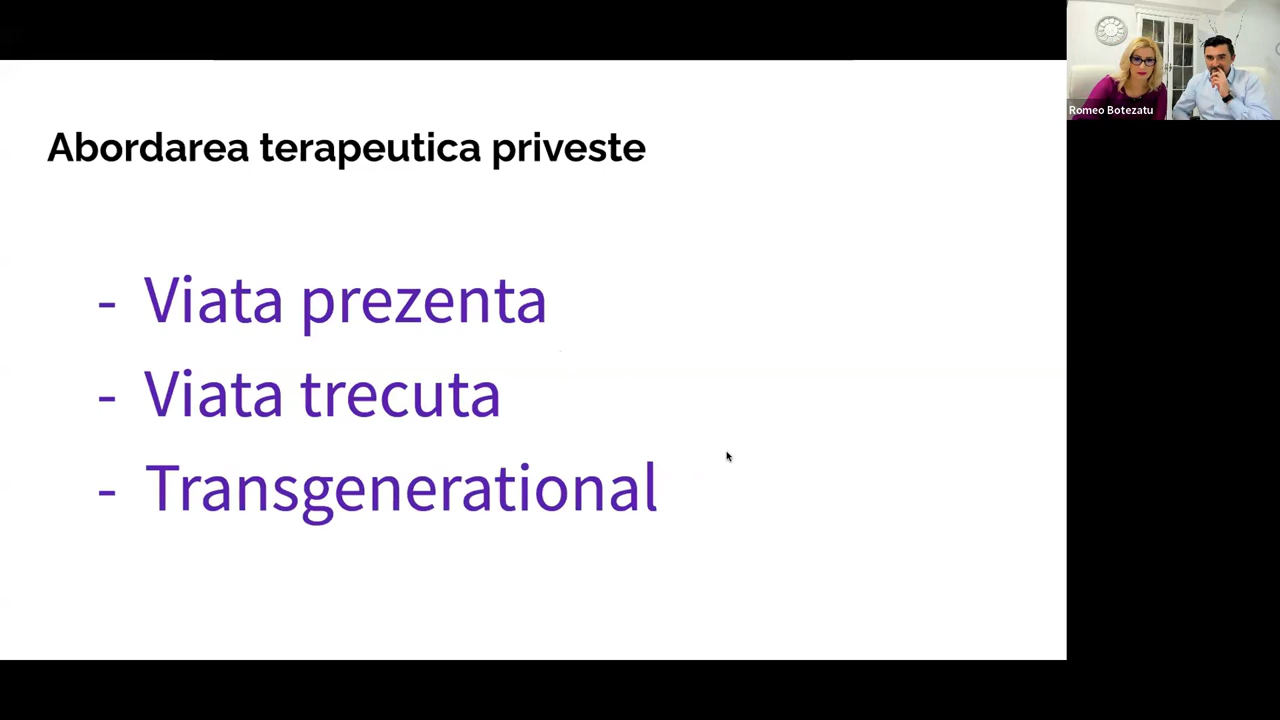 Abordarea terapeutica priveste
- Viata prezenta
- Viata trecuta
- Transgenerational
Romeo Botezatu